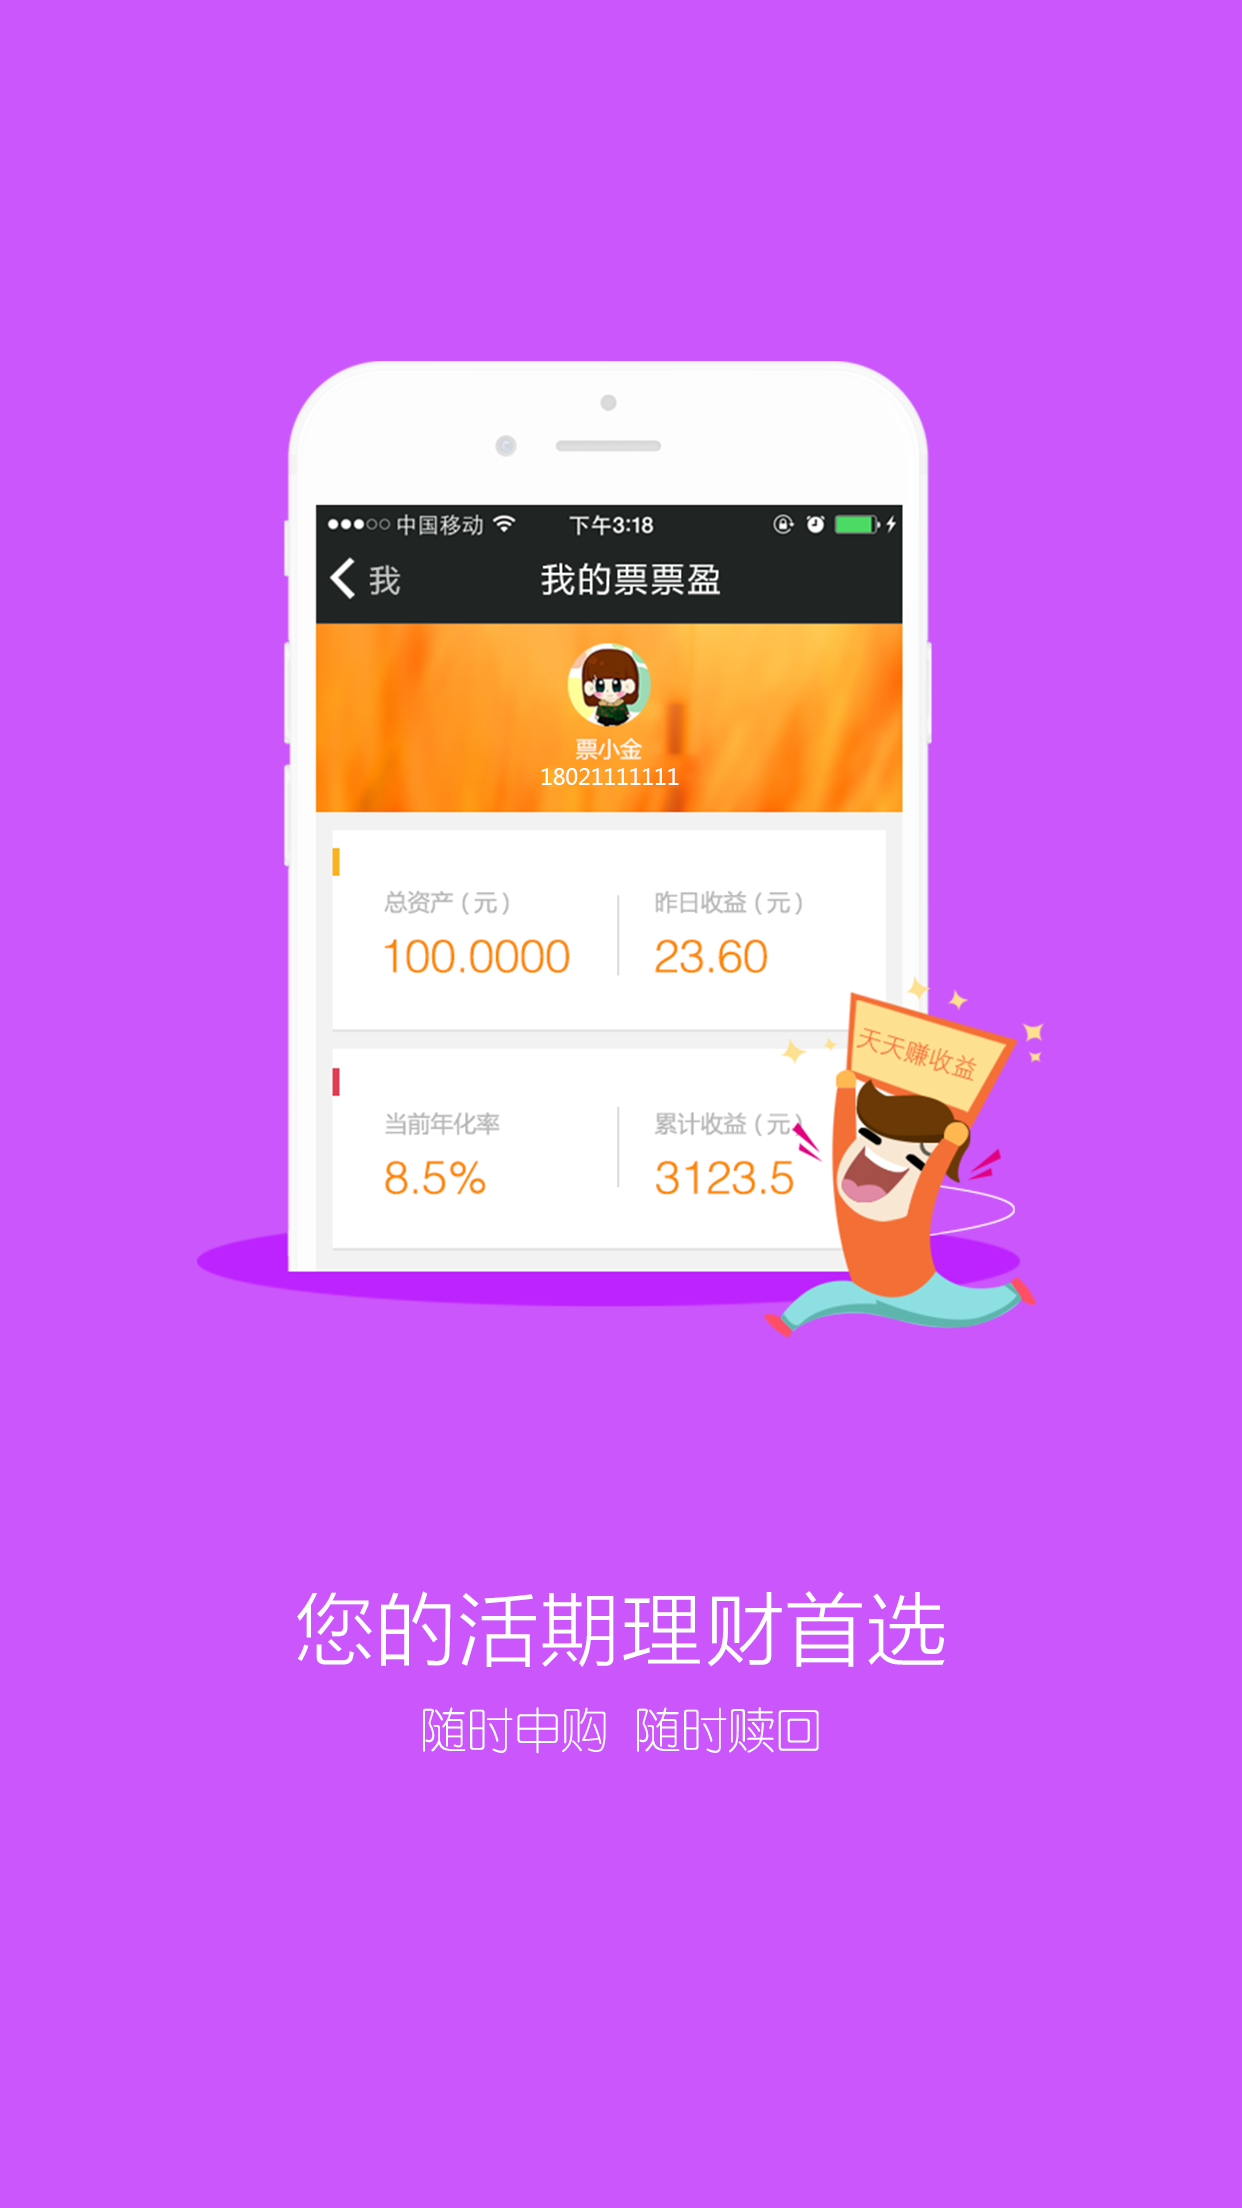 中国移动 下午3:18
我 我的票票盈
票小金
18021111111
总资产(元) 昨日收益(元)
100.0000 23.60
当前年化率 累计收益(元)
8.5% 3123.5
天天赚收益
您的活期理财首选
随时申购 随时赎回